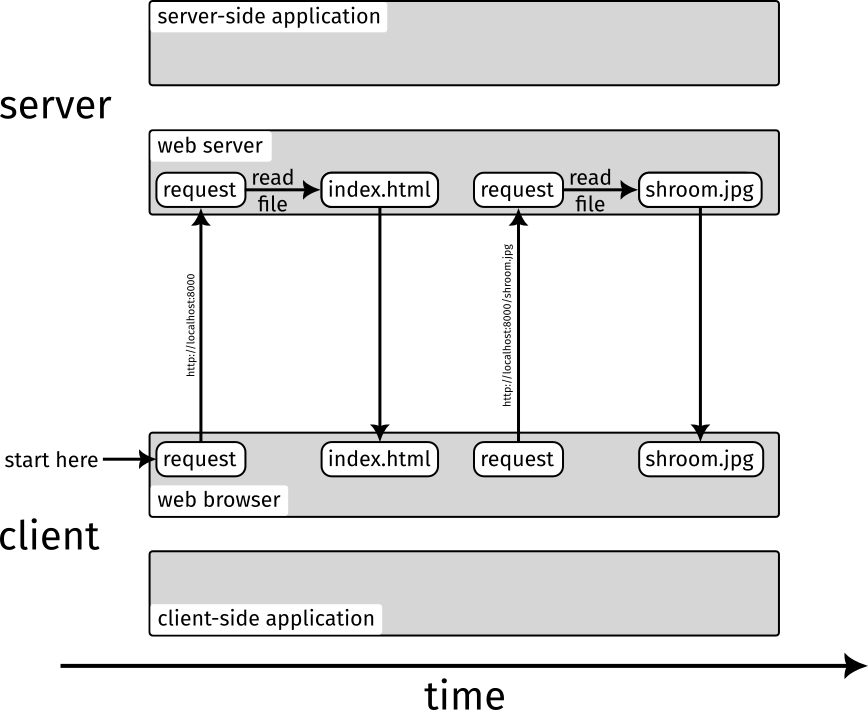 server-side application
server
web server
request
read
file
index.html
request
read
file
shroom.jpg
http://localhost:8000
http://localhost:8000/shroom.jpg
start here
request
index.html
request
shroom.jpg
web browser
client
client-side application
time